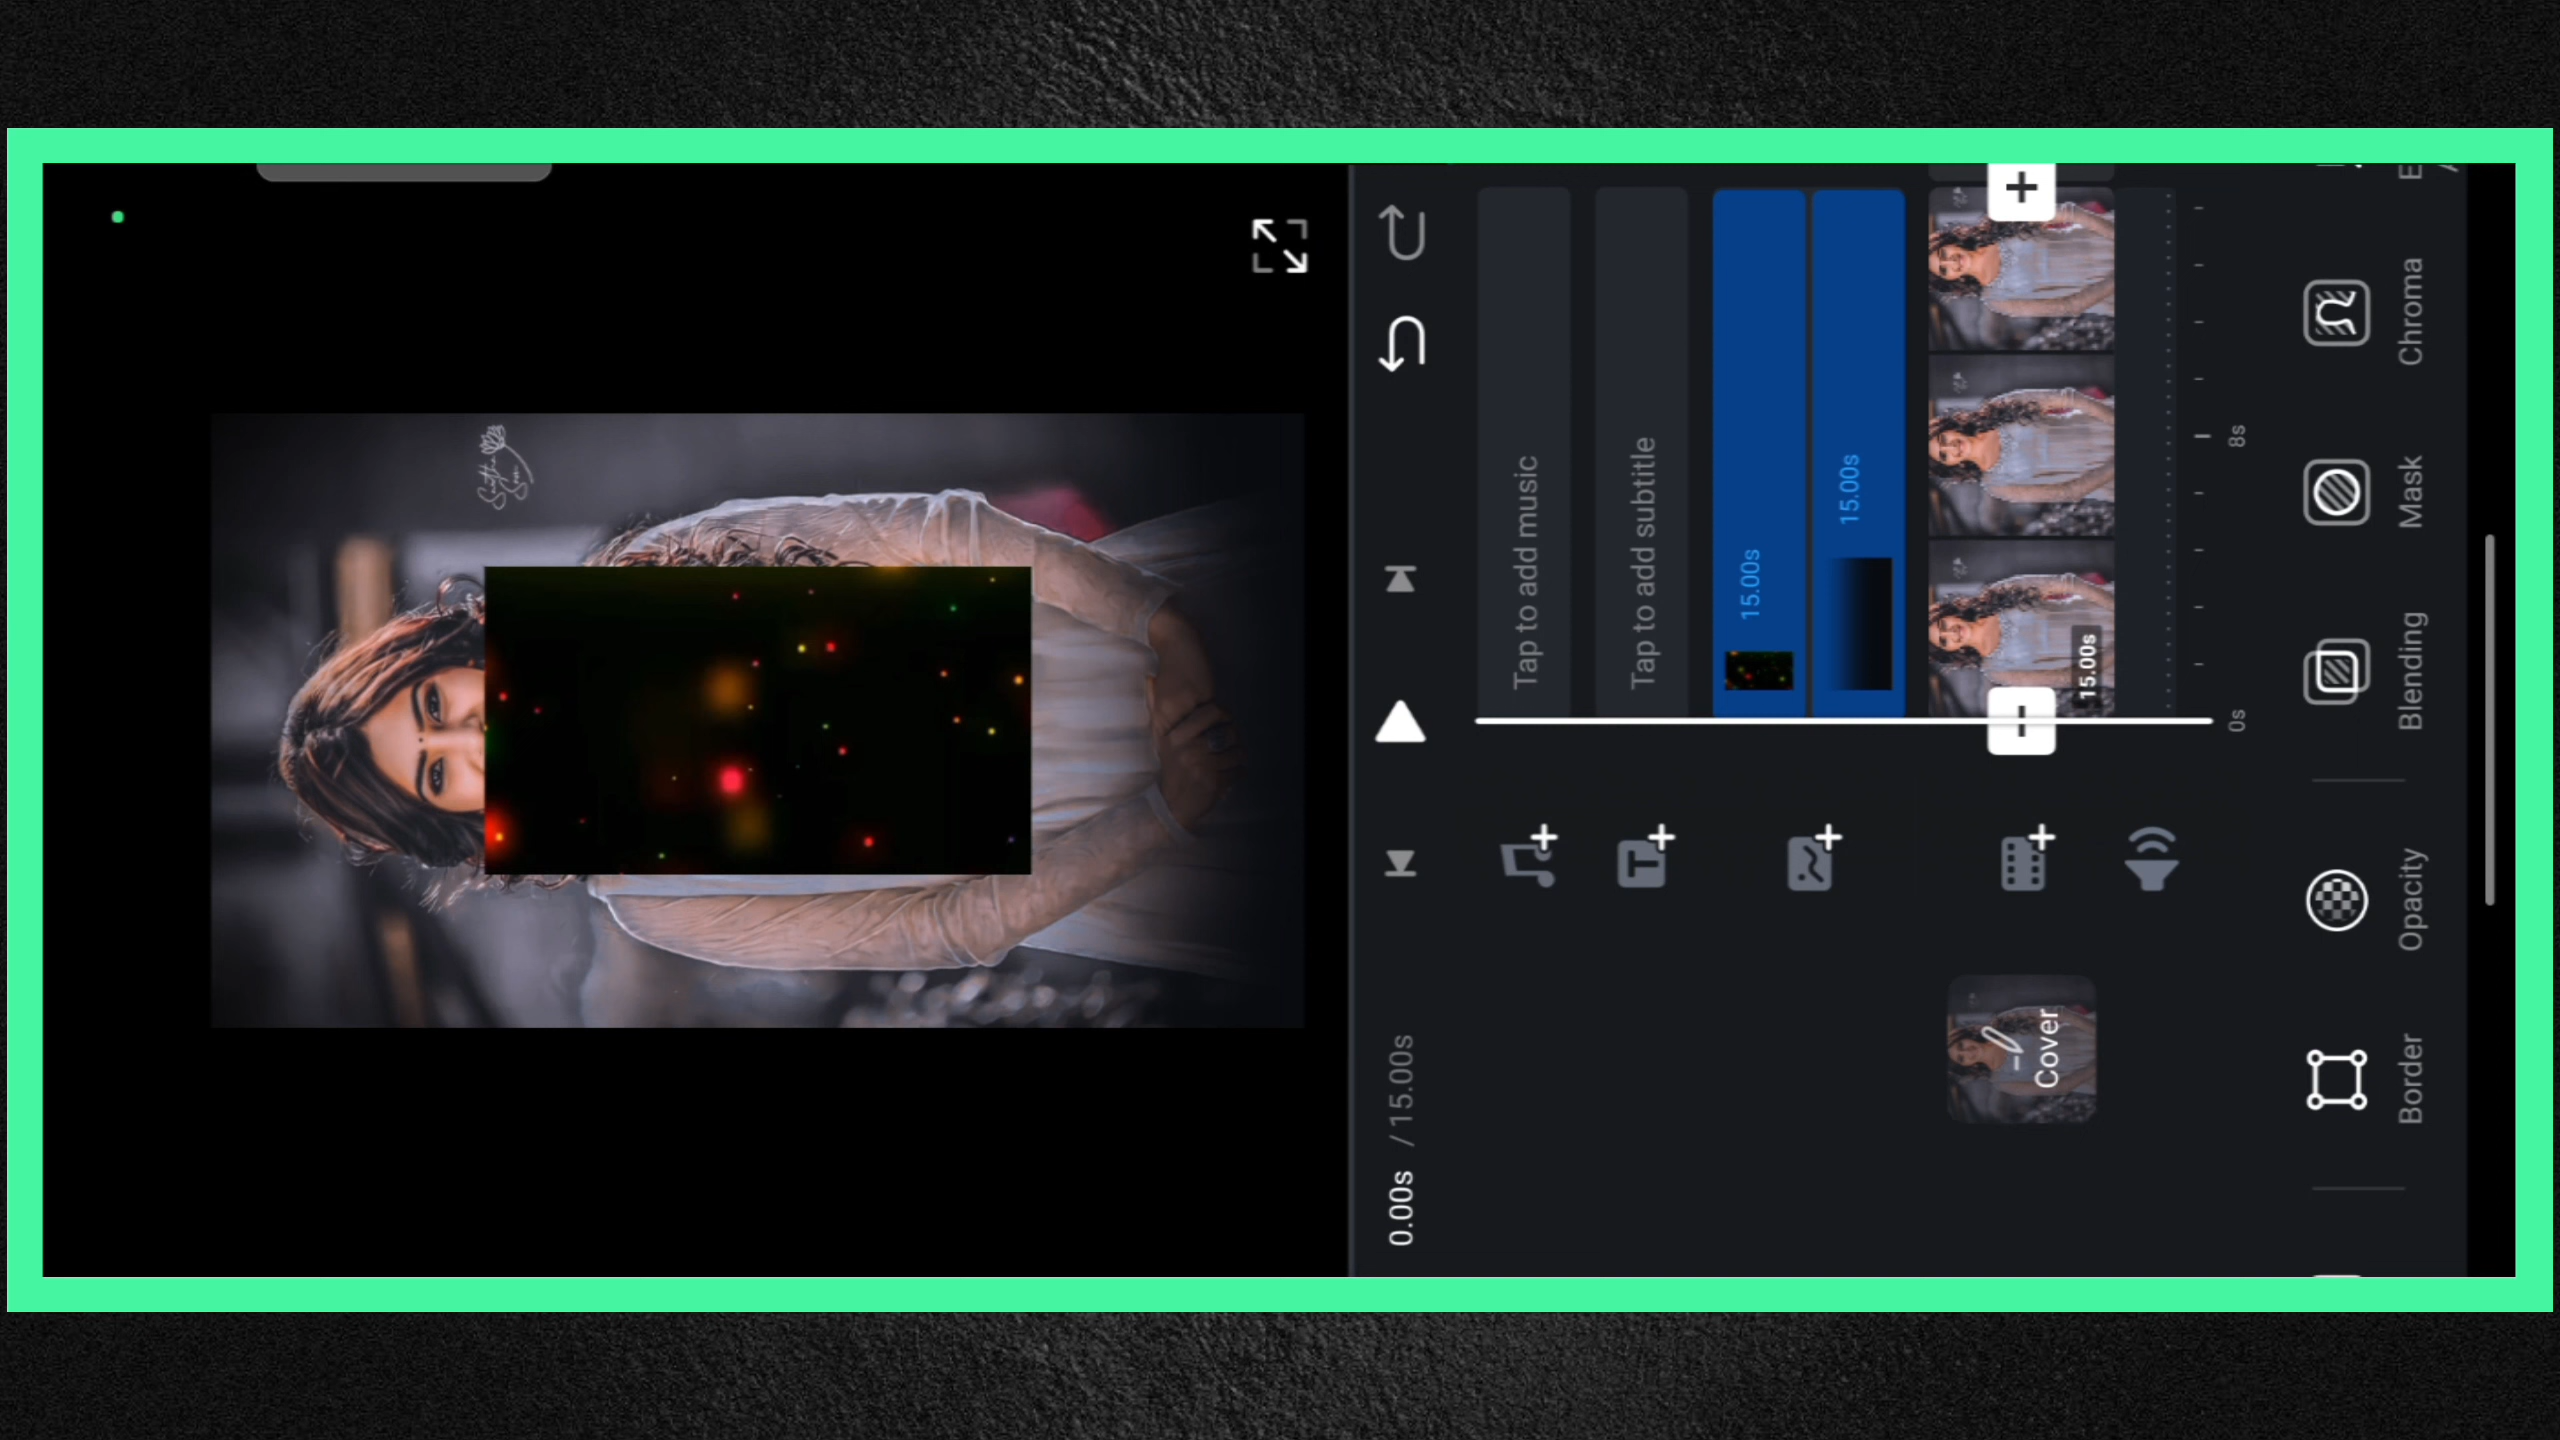 0.00s / 15.00s
Tap to add music
Tap to add subtitle
15.00s
15.00s
15.00s
Cover
0s
8s
Border
Opacity
Blending
Mask
Chroma